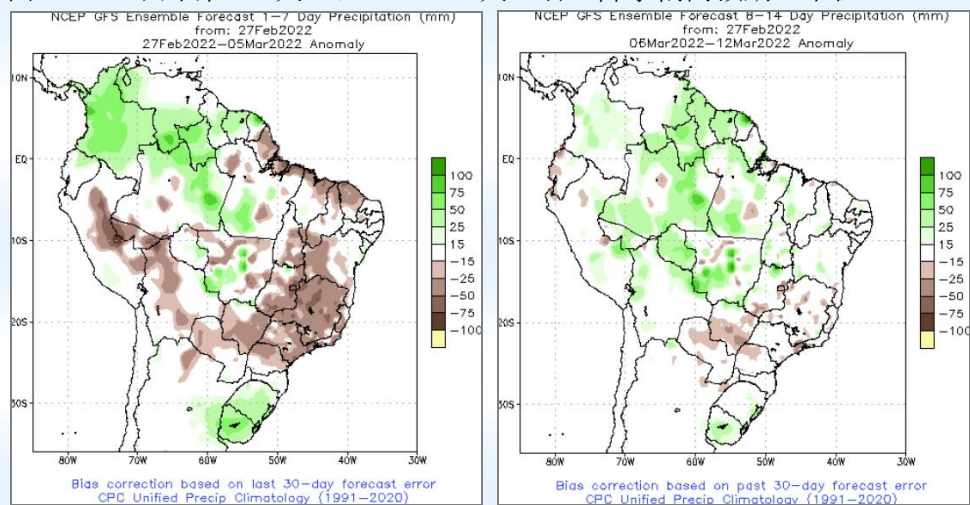 NCEP GFS Ensemble Forecast 1-7 Day Precipitation (mm)
from: 27Feb2022
27Feb2022-05Mar2022 Anomaly
10N
EQ
10S
20S
30S
80W
70W
60W
50W
40W
30W
100
75
50
25
15
-15
-25
-50
-75
-100
Bias correction based on last 30-day forecast error
CPC Unified Precip Climatology (1991-2020)
NCEP GFS Ensemble Forecast 8-14 Day Precipitation (mm)
from: 27Feb2022
06Mar2022-12Mar2022 Anomaly
10N
EQ
10S
20S
30S
80W
70W
60W
50W
40W
30W
100
75
50
25
15
-15
-25
-50
-75
-100
Bias correction based on past 30-day forecast error
CPC Unified Precip Climatology (1991-2020)